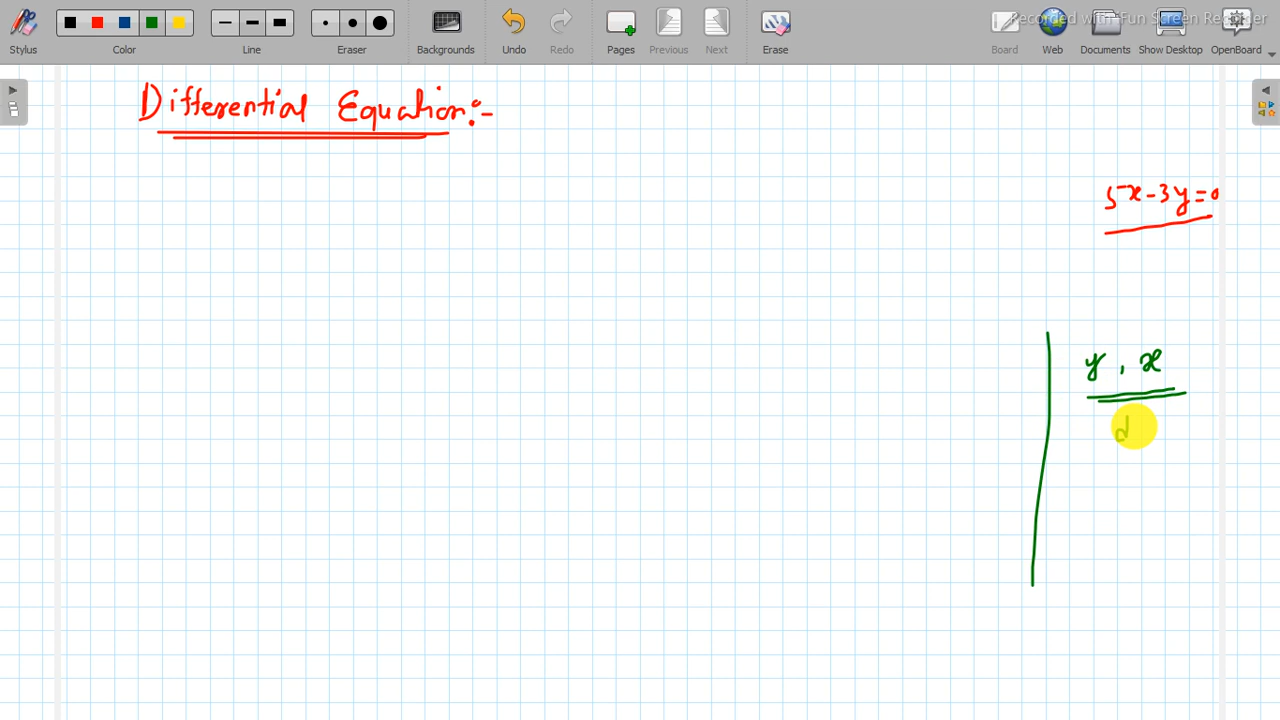 Recorded with Fun Screen Recorder
Stylus Color Line Eraser Backgrounds Undo Redo Pages Previous Next Erase Board Web Documents Show Desktop OpenBoard
Differential Equation:-
5x-3y=0
y , x
d